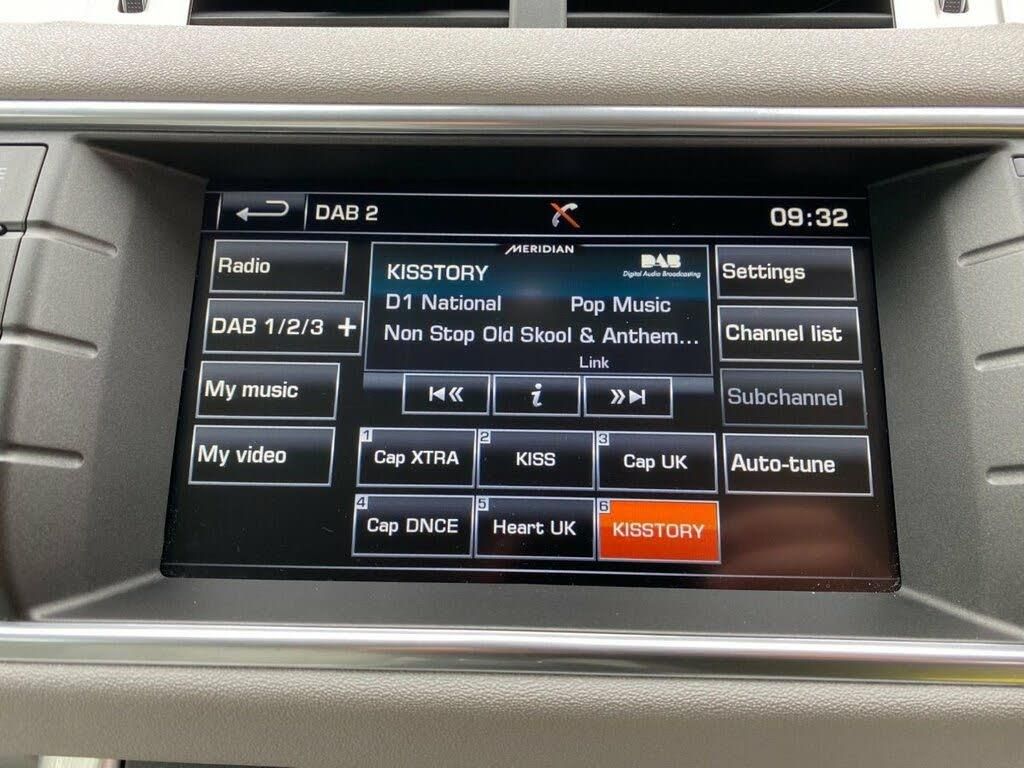 DAB 2
09:32
Radio
DAB 1/2/3 +
My music
My video
MERIDIAN
KISSTORY
DAB
Digital Audio Broadcasting
D1 National Pop Music
Non Stop Old Skool & Anthem...
Link
i
Settings
Channel list
Subchannel
Auto-tune
1 Cap XTRA
2 KISS
3 Cap UK
4 Cap DNCE
5 Heart UK
6 KISSTORY